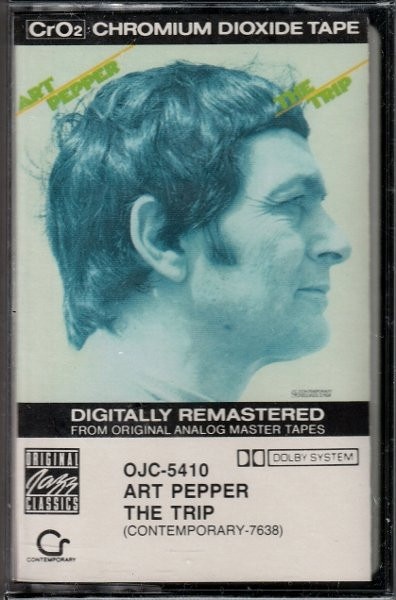 CrO2 CHROMIUM DIOXIDE TAPE
ART PEPPER
THE TRIP
DIGITALLY REMASTERED
FROM ORIGINAL ANALOG MASTER TAPES
ORIGINAL
Jazz
CLASSICS
OJC-5410
DOLBY SYSTEM
ART PEPPER
THE TRIP
(CONTEMPORARY-7638)
Cr
CONTEMPORARY